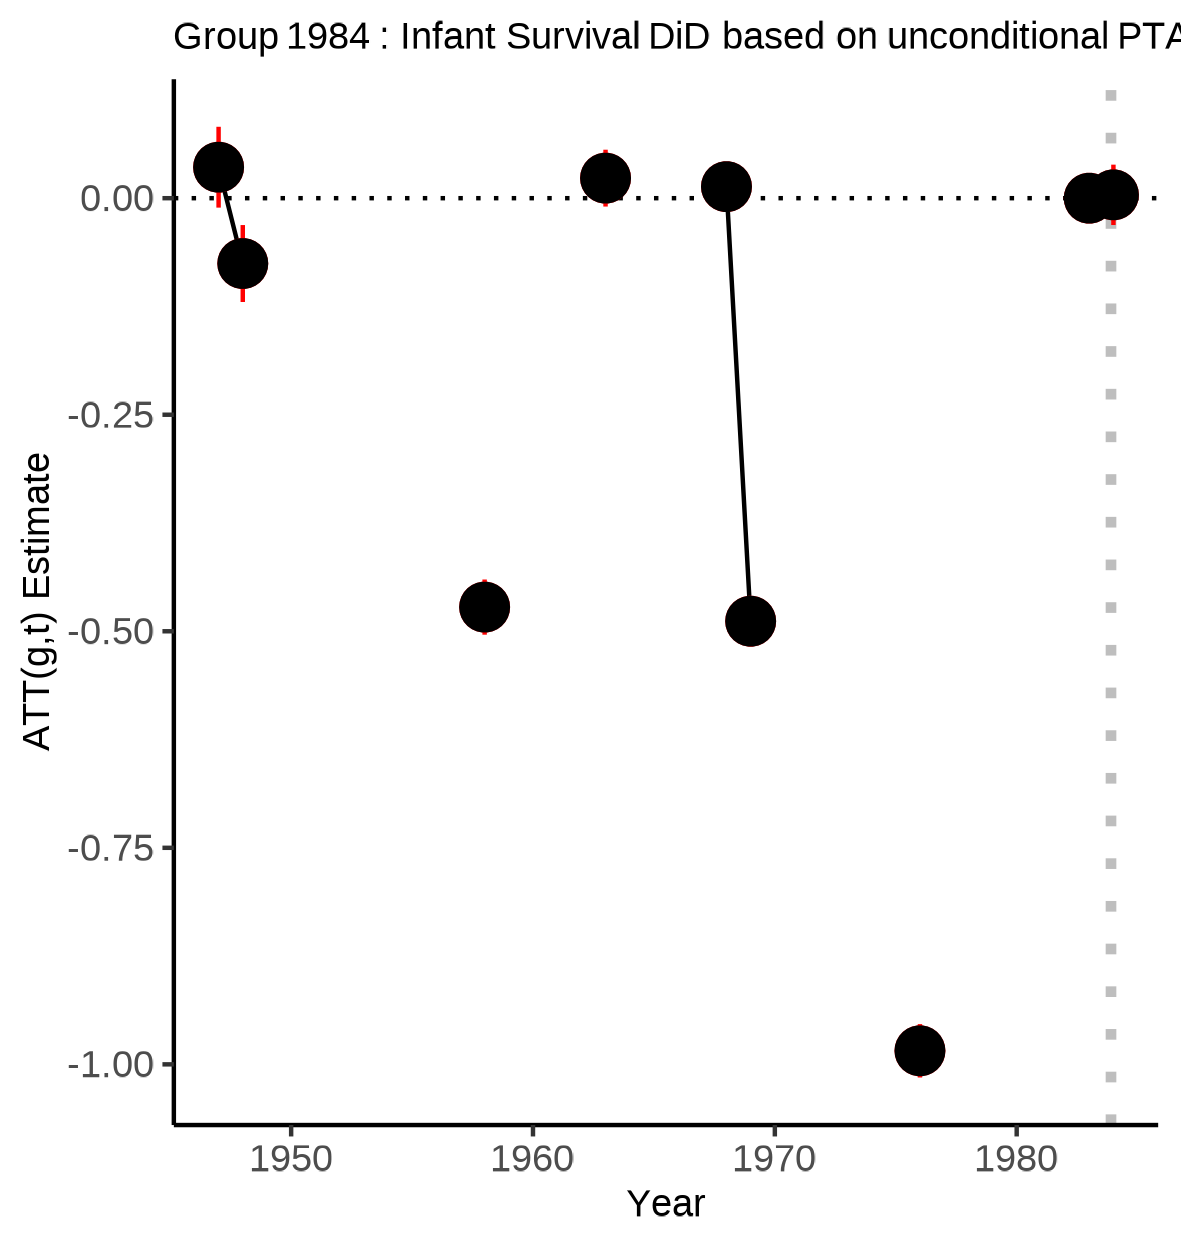 Group 1984 : Infant Survival DiD based on unconditional PTA
0.00
-0.25
-0.50
-0.75
-1.00
ATT(g,t) Estimate
1950 1960 1970 1980
Year